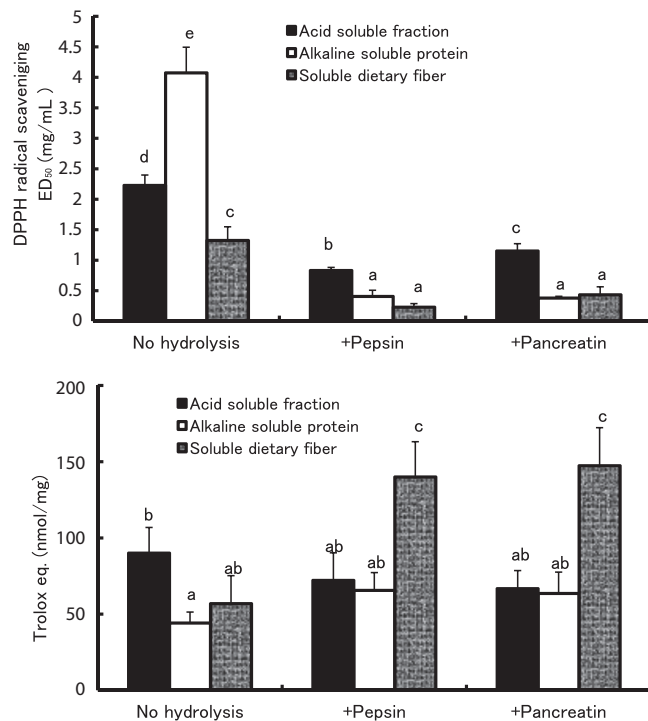 5
4.5
4
3.5
3
2.5
2
1.5
1
0.5
0
DPPH radical scaveniging
ED50 (mg/mL )
Acid soluble fraction
Alkaline soluble protein
Soluble dietary fiber
d
e
c
b
a
a
c
a
a
No hydrolysis
+Pepsin
+Pancreatin
200
150
100
50
0
Trolox eq. (nmol/mg)
Acid soluble fraction
Alkaline soluble protein
Soluble dietary fiber
b
a
ab
ab
ab
c
ab
ab
c
No hydrolysis
+Pepsin
+Pancreatin